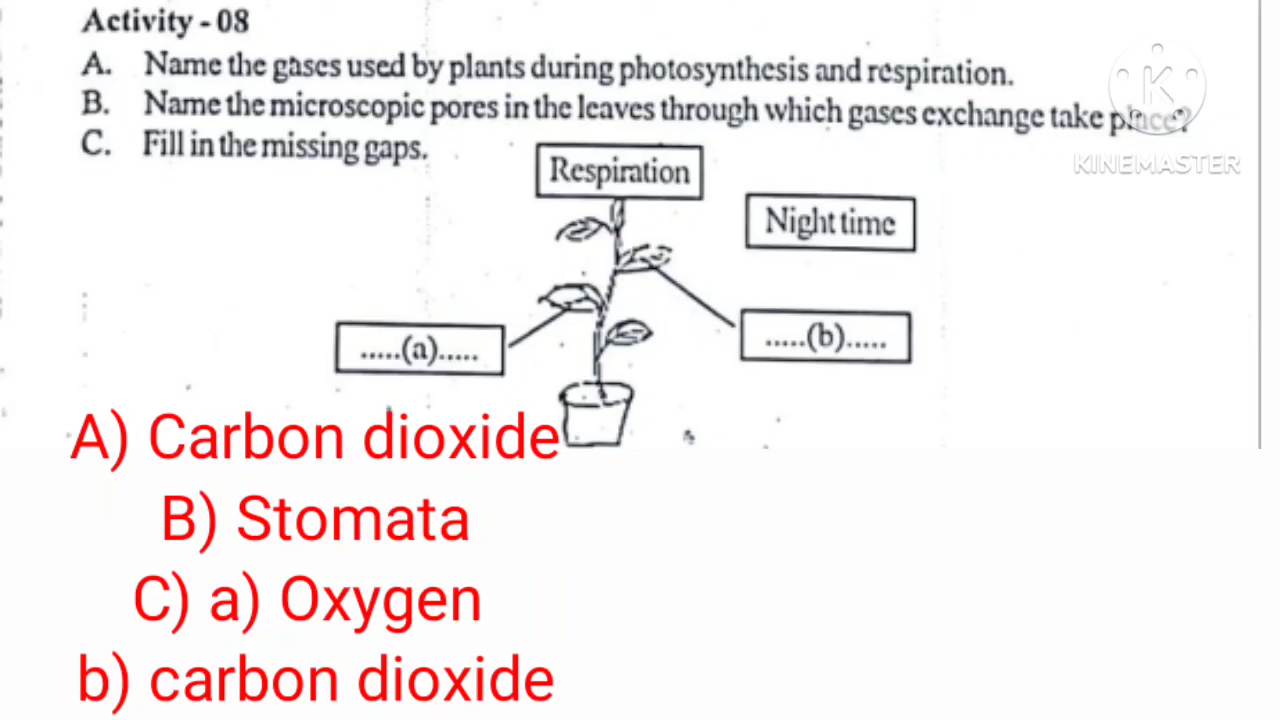 Activity - 08
A. Name the gases used by plants during photosynthesis and respiration.
B. Name the microscopic pores in the leaves through which gases exchange take place?
C. Fill in the missing gaps.
K
KINEMASTER
Respiration
Night time
.....(a).....
.....(b).....
A) Carbon dioxide
B) Stomata
C) a) Oxygen
b) carbon dioxide